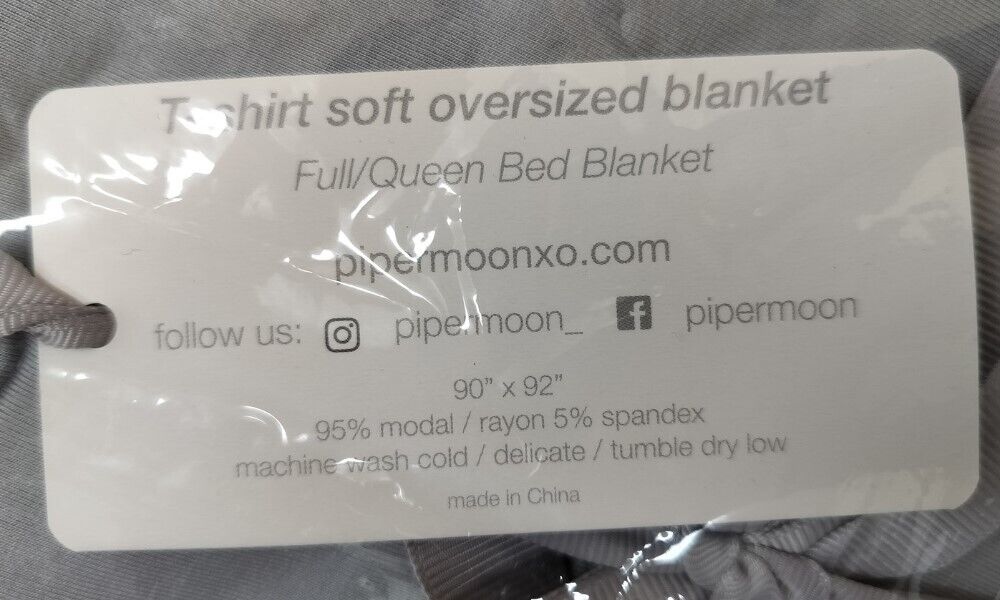 T-shirt soft oversized blanket
Full/Queen Bed Blanket
pipermoonxo.com
follow us: pipermoon_ pipermoon
90" x 92"
95% modal / rayon 5% spandex
machine wash cold / delicate / tumble dry low
made in China